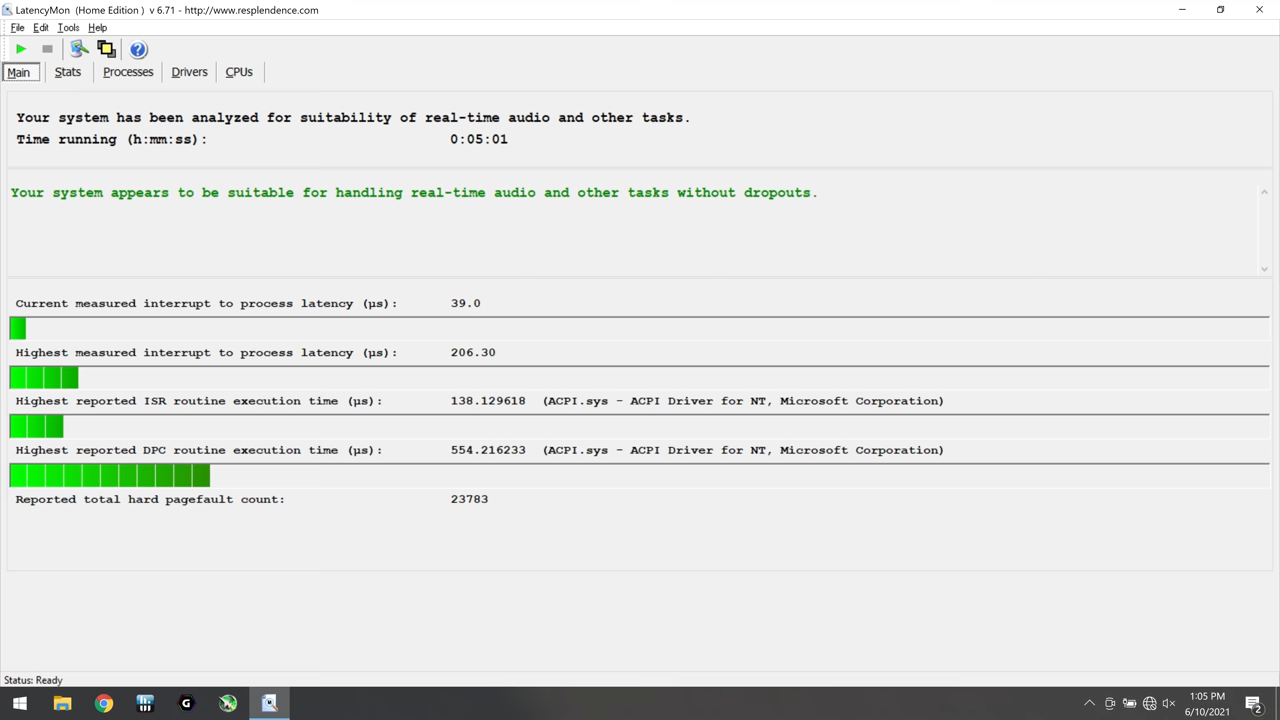 LatencyMon (Home Edition ) v 6.71 - http://www.resplendence.com
File Edit Tools Help
Main Stats Processes Drivers CPUs
Your system has been analyzed for suitability of real-time audio and other tasks.
Time running (h:mm:ss): 0:05:01
Your system appears to be suitable for handling real-time audio and other tasks without dropouts.
Current measured interrupt to process latency (µs): 39.0
Highest measured interrupt to process latency (µs): 206.30
Highest reported ISR routine execution time (µs): 138.129618 (ACPI.sys - ACPI Driver for NT, Microsoft Corporation)
Highest reported DPC routine execution time (µs): 554.216233 (ACPI.sys - ACPI Driver for NT, Microsoft Corporation)
Reported total hard pagefault count: 23783
Status: Ready
1:05 PM
6/10/2021
2